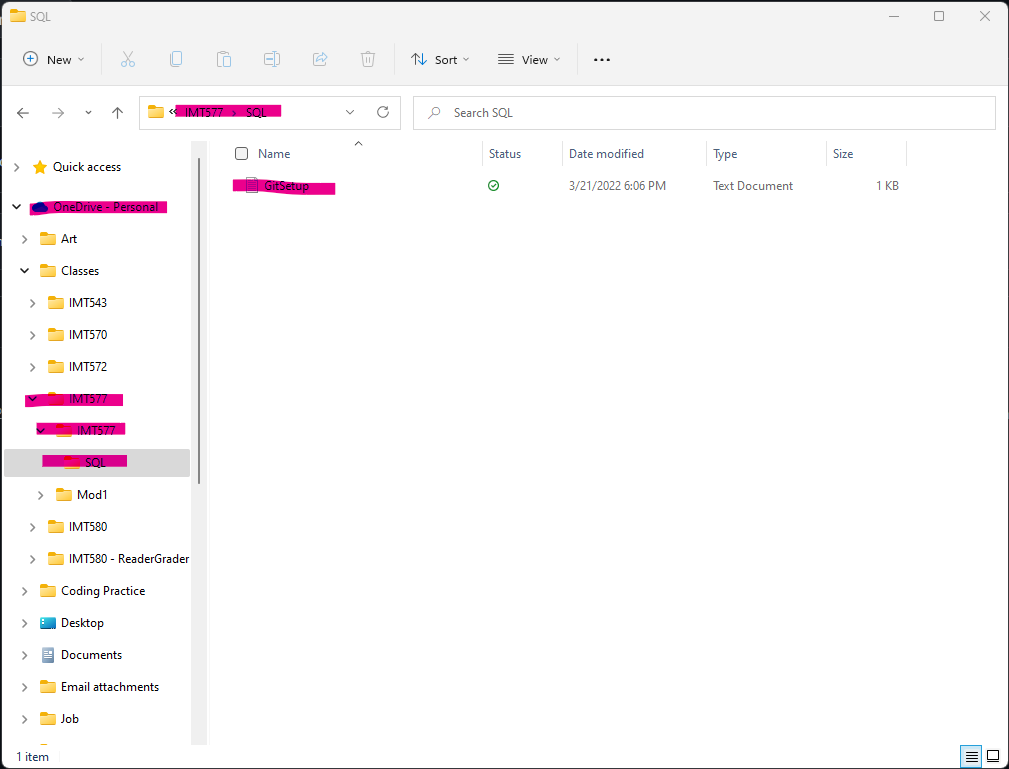 SQL
New
Sort
View
IMT577 > SQL
Search SQL
Name
Status
Date modified
Type
Size
GitSetup
3/21/2022 6:06 PM
Text Document
1 KB
Quick access
OneDrive - Personal
Art
Classes
IMT543
IMT570
IMT572
IMT577
IMT577
SQL
Mod1
IMT580
IMT580 - ReaderGrader
Coding Practice
Desktop
Documents
Email attachments
Job
1 item